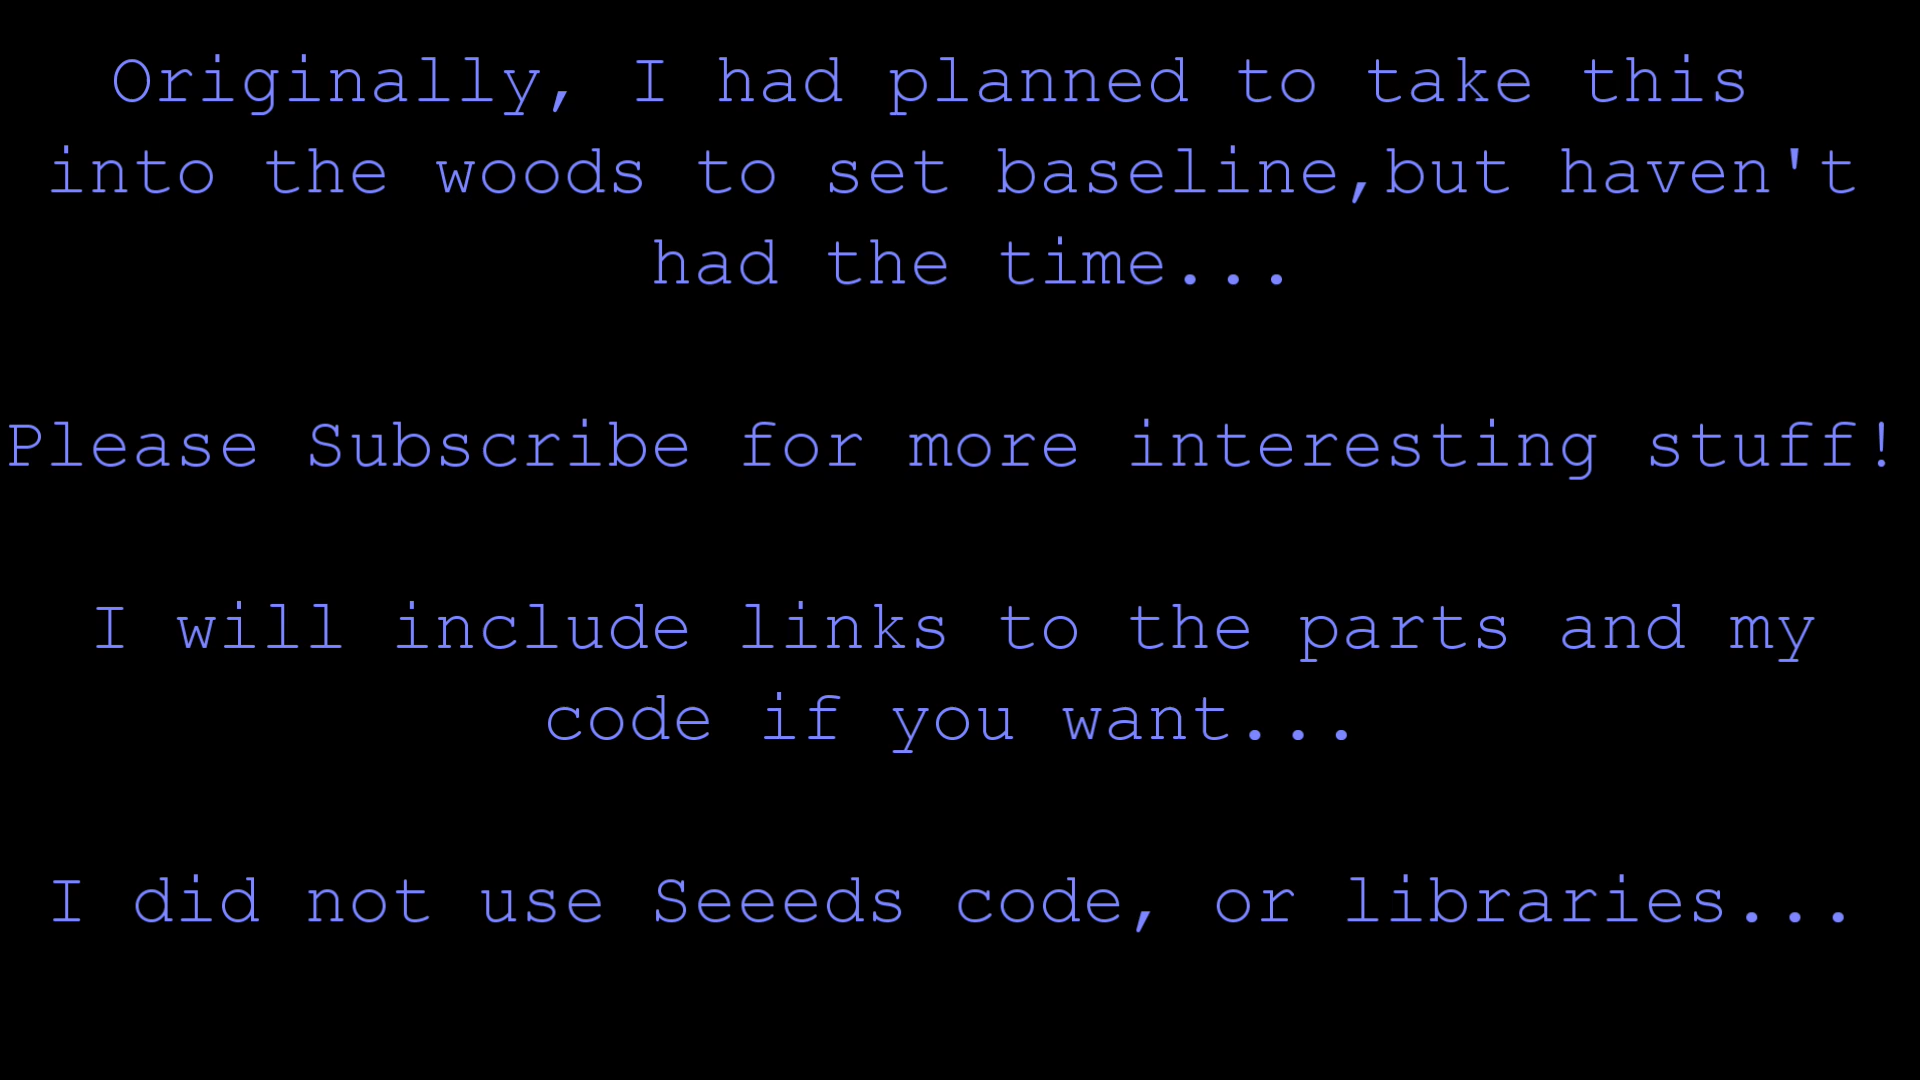 Originally, I had planned to take this
into the woods to set baseline,but haven't
had the time...
Please Subscribe for more interesting stuff!
I will include links to the parts and my
code if you want...
I did not use Seeeds code, or libraries...